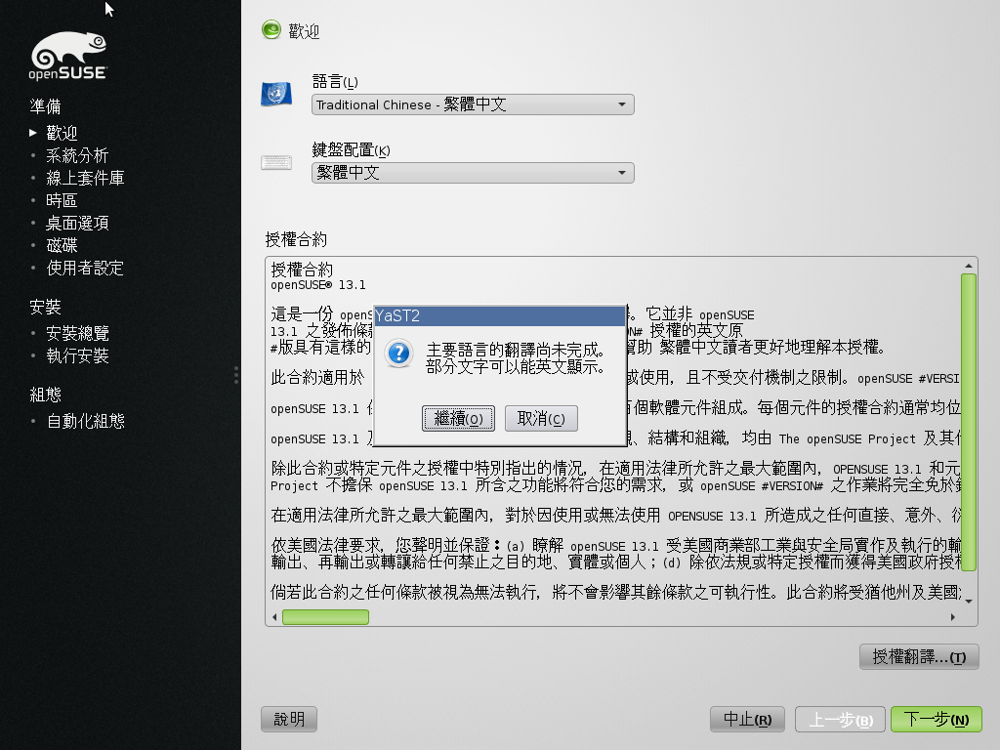 openSUSE
準備
歡迎
系統分析
線上套件庫
時區
桌面選項
磁碟
使用者設定
安裝
安裝總覽
執行安裝
組態
自動化組態
歡迎
語言(L)
Traditional Chinese - 繁體中文
鍵盤配置(K)
繁體中文
授權合約
授權合約
openSUSE® 13.1
這是一份 opens 。它並非 openSUSE
13.1 之發佈條 N# 授權的英文原
#版具有這樣的 幫助 繁體中文讀者更好地理解本授權。
此合約適用於 或使用，且不受交付機制之限制。openSUSE #VERSI
openSUSE 13.1 個軟體元件組成。每個元件的授權合約通常均位
openSUSE 13.1 、結構和組織，均由 The openSUSE Project 及其
除此合約或特定元件之授權中特別指出的情況，在適用法律所允許之最大範圍內，OPENSUSE 13.1 和元
Project 不擔保 openSUSE 13.1 所含之功能將符合您的需求，或 openSUSE #VERSION# 之作業將完全免於
在適用法律所允許之最大範圍內，對於因使用或無法使用 OPENSUSE 13.1 所造成之任何直接、意外、
依美國法律要求，您聲明並保證：(a) 瞭解 openSUSE 13.1 受美國商業部工業與安全局實作及執行的輸
輸出、再輸出或轉讓給任何禁止之目的地、實體或個人；(d) 除依法規或特定授權而獲得美國政府授權
倘若此合約之任何條款被視為無法執行，將不會影響其餘條款之可執行性。此合約將受猶他州及美國
YaST2
主要語言的翻譯尚未完成。
部分文字可以能英文顯示。
繼續(O) 取消(C)
授權翻譯...(T)
說明 中止(R) 上一步(B) 下一步(N)